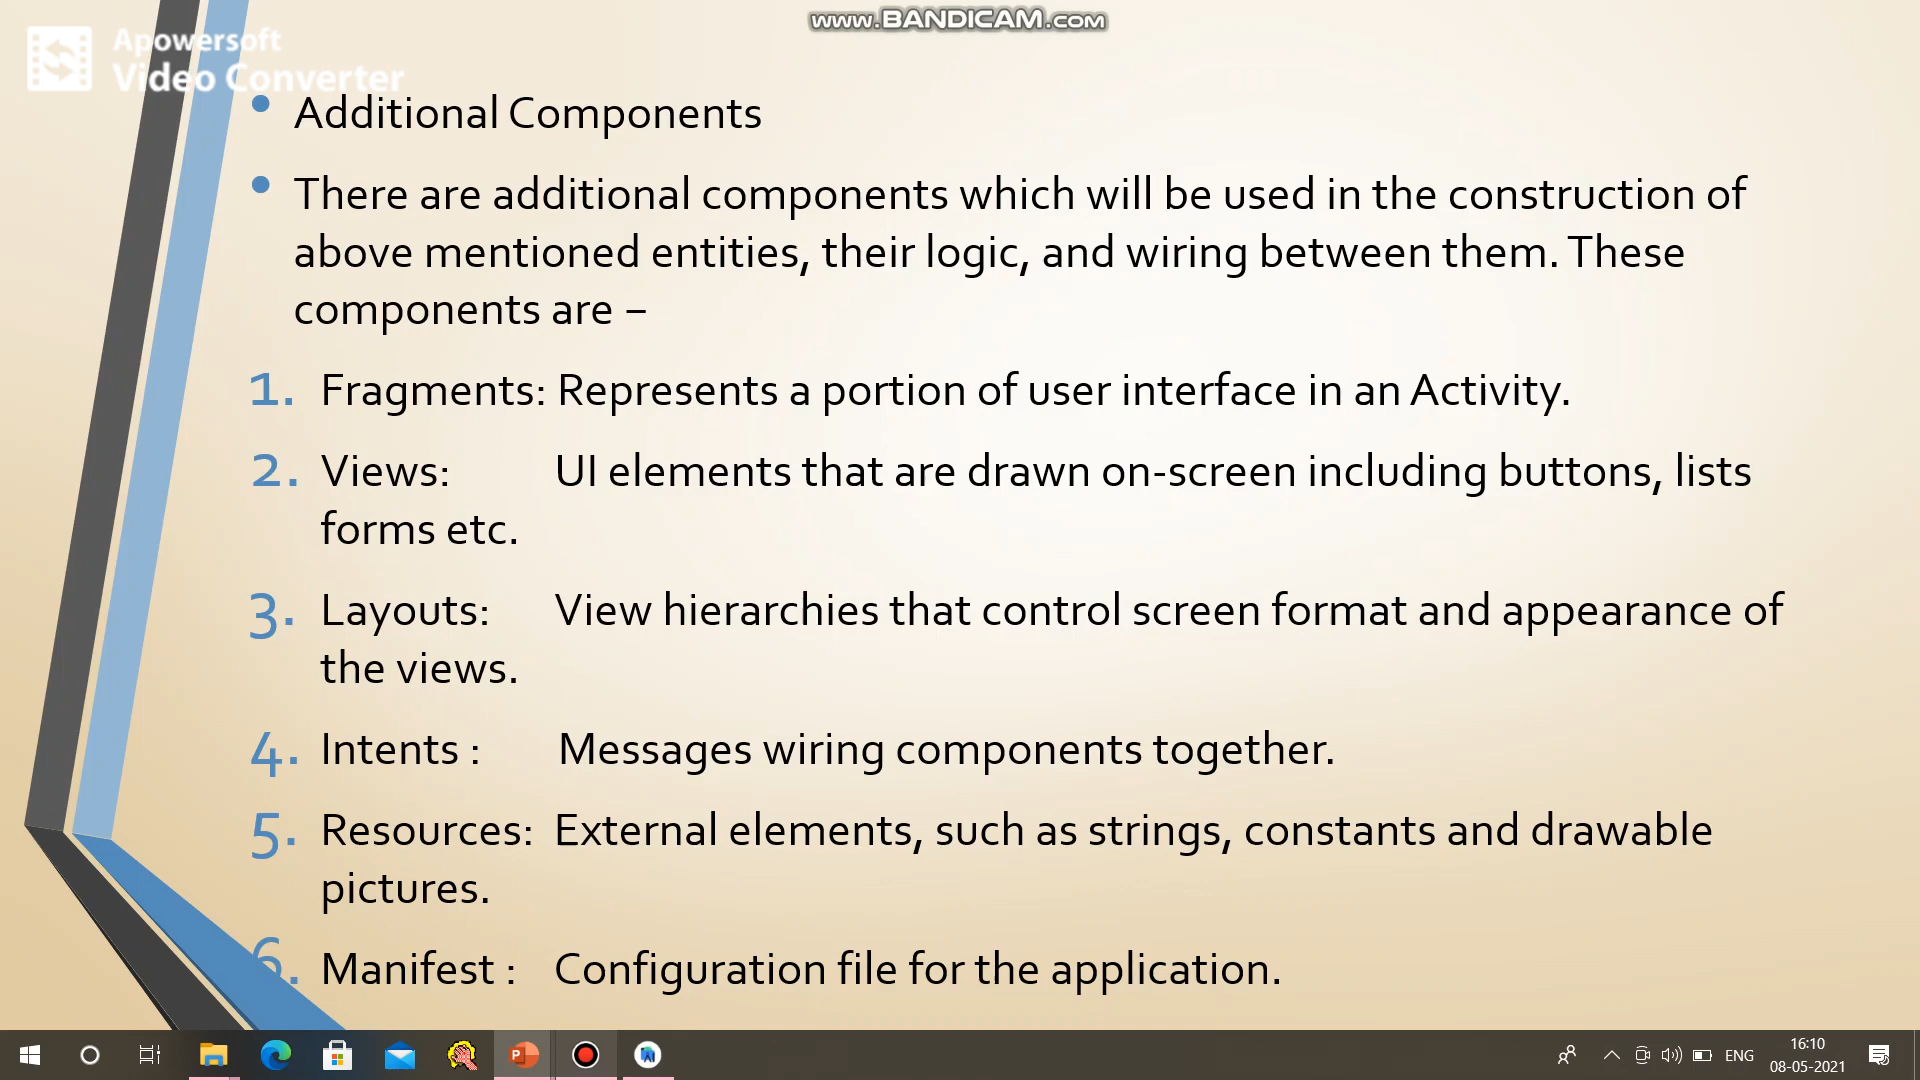 www.BANDICAM.com
Apowersoft
Video Converter
• Additional Components
• There are additional components which will be used in the construction of
above mentioned entities, their logic, and wiring between them. These
components are –
1. Fragments: Represents a portion of user interface in an Activity.
2. Views: UI elements that are drawn on-screen including buttons, lists
forms etc.
3. Layouts: View hierarchies that control screen format and appearance of
the views.
4. Intents : Messages wiring components together.
5. Resources: External elements, such as strings, constants and drawable
pictures.
6. Manifest : Configuration file for the application.
ENG
16:10
08-05-2021